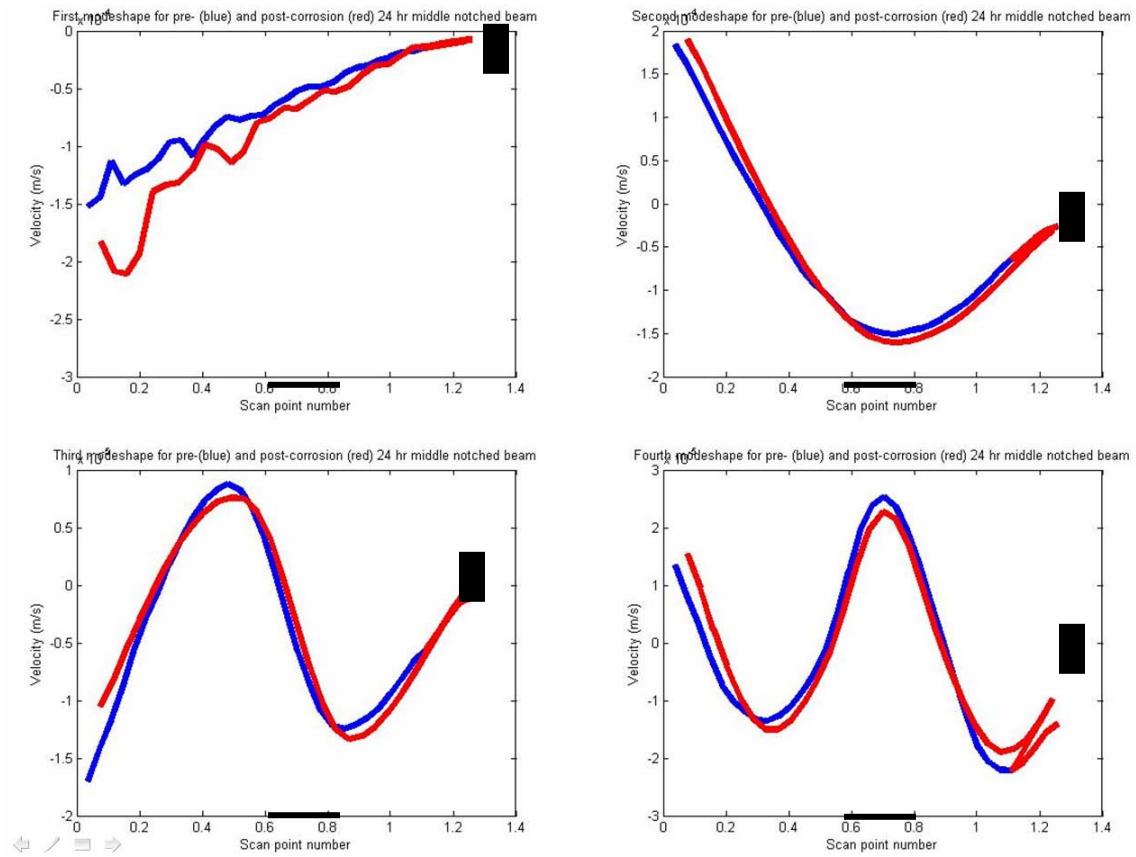 First modeshape for pre- (blue) and post-corrosion (red) 24 hr middle notched beam
x 10-4
0
-0.5
-1
-1.5
-2
-2.5
-3
Velocity (m/s)
0 0.2 0.4 0.6 0.8 1 1.2 1.4
Scan point number
Second modeshape for pre-(blue) and post-corrosion (red) 24 hr middle notched beam
x 10-4
2
1.5
1
0.5
0
-0.5
-1
-1.5
-2
Velocity (m/s)
0 0.2 0.4 0.6 0.8 1 1.2 1.4
Scan point number
Third modeshape for pre-(blue) and post-corrosion (red) 24 hr middle notched beam
1
0.5
0
-0.5
-1
-1.5
-2
Velocity (m/s)
0 0.2 0.4 0.6 0.8 1 1.2 1.4
Scan point number
Fourth modeshape for pre- (blue) and post-corrosion (red) 24 hr middle notched beam
3
2
1
0
-1
-2
-3
Velocity (m/s)
0 0.2 0.4 0.6 0.8 1 1.2 1.4
Scan point number